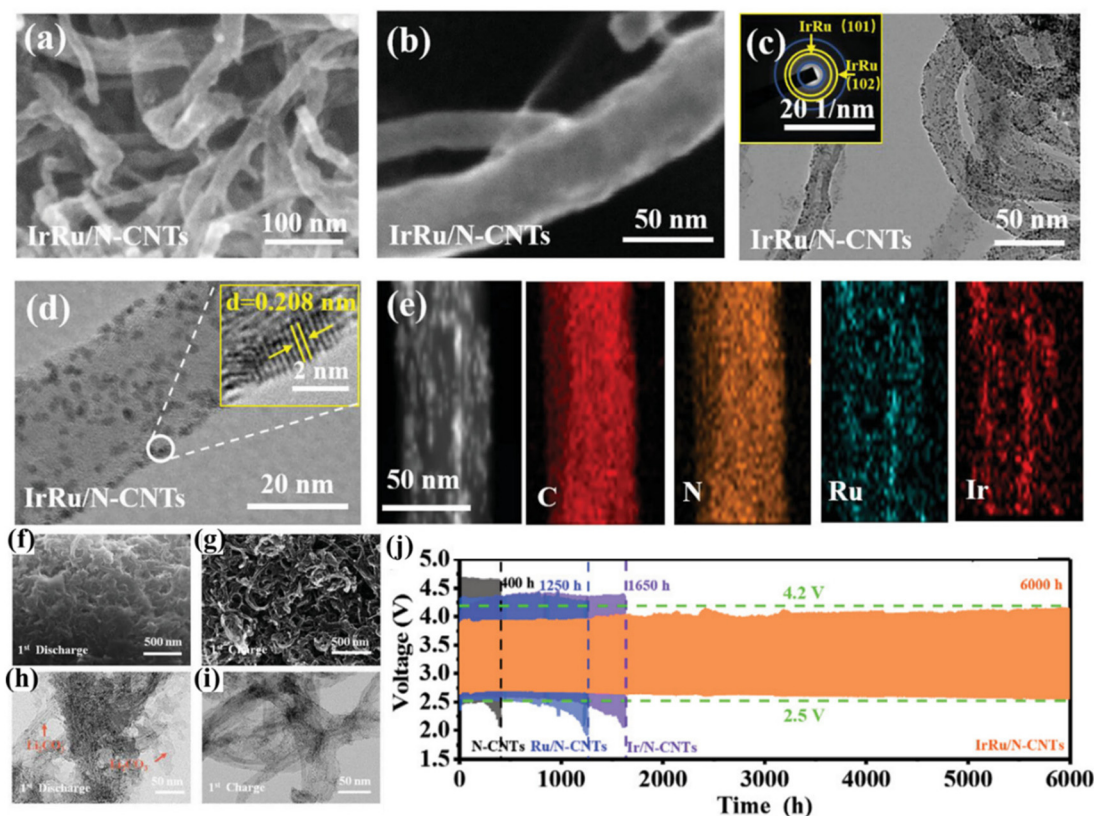 (a)
IrRu/N-CNTs
100 nm
(b)
IrRu/N-CNTs
50 nm
(c)
IrRu (101)
IrRu
(102)
20 1/nm
IrRu/N-CNTs
50 nm
(d)
d=0.208 nm
2 nm
IrRu/N-CNTs
20 nm
(e)
50 nm
C
N
Ru
Ir
(f)
1st Discharge
500 nm
(g)
1st Charge
500 nm
(h)
Li2CO3
Li2CO3
1st Discharge
50 nm
(i)
1st Charge
50 nm
(j)
Voltage (V)
5.0
4.5
4.0
3.5
3.0
2.5
2.0
1.5
400 h
1250 h
1650 h
6000 h
4.2 V
2.5 V
N-CNTs
Ru/N-CNTs
Ir/N-CNTs
IrRu/N-CNTs
0
1000
2000
3000
4000
5000
6000
Time (h)